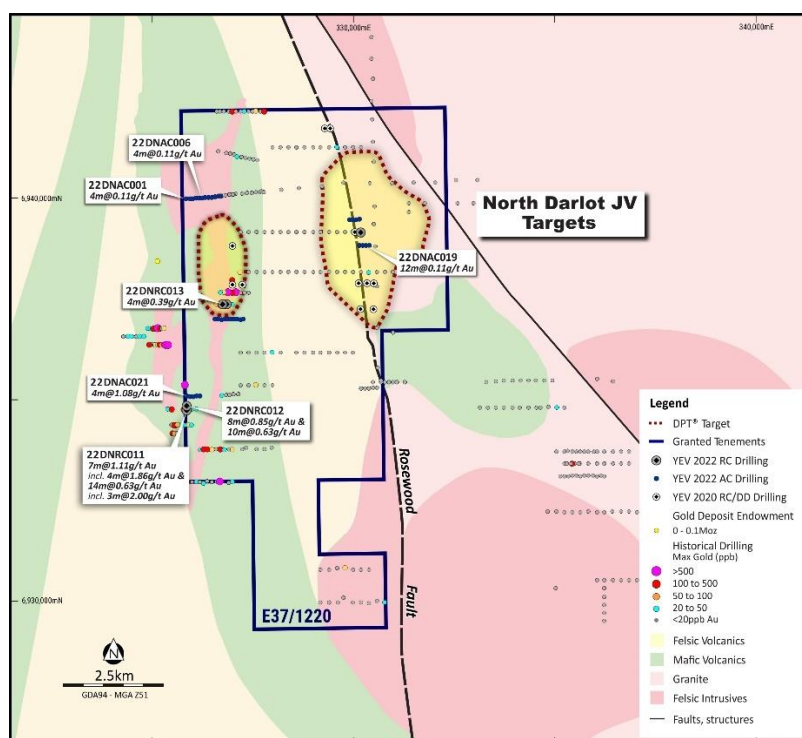 330,000mE
340,000mE
6,940,000mN
6,930,000mN
22DNAC006
4m@0.11g/t Au
22DNAC001
4m@0.11g/t Au
North Darlot JV
Targets
22DNAC019
12m@0.11g/t Au
22DNRC013
4m@0.39g/t Au
22DNAC021
4m@1.08g/t Au
22DNRC012
8m@0.85g/t Au &
10m@0.63g/t Au
22DNRC011
7m@1.11g/t Au
incl. 4m@1.86g/t Au &
14m@0.63g/t Au
incl. 3m@2.00g/t Au
Rosewood
Fault
E37/1220
N
2.5km
GDA94 - MGA Z51
Legend
DPT® Target
Granted Tenements
YEV 2022 RC Drilling
YEV 2022 AC Drilling
YEV 2020 RC/DD Drilling
Gold Deposit Endowment
0 - 0.1Moz
Historical Drilling
Max Gold (ppb)
>500
100 to 500
50 to 100
20 to 50
<20ppb Au
Felsic Volcanics
Mafic Volcanics
Granite
Felsic Intrusives
Faults, structures